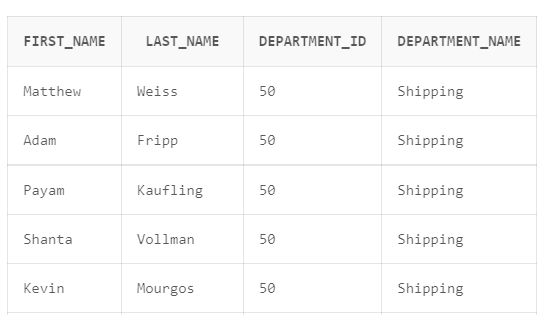 FIRST_NAME LAST_NAME DEPARTMENT_ID DEPARTMENT_NAME
Matthew Weiss 50 Shipping
Adam Fripp 50 Shipping
Payam Kaufling 50 Shipping
Shanta Vollman 50 Shipping
Kevin Mourgos 50 Shipping